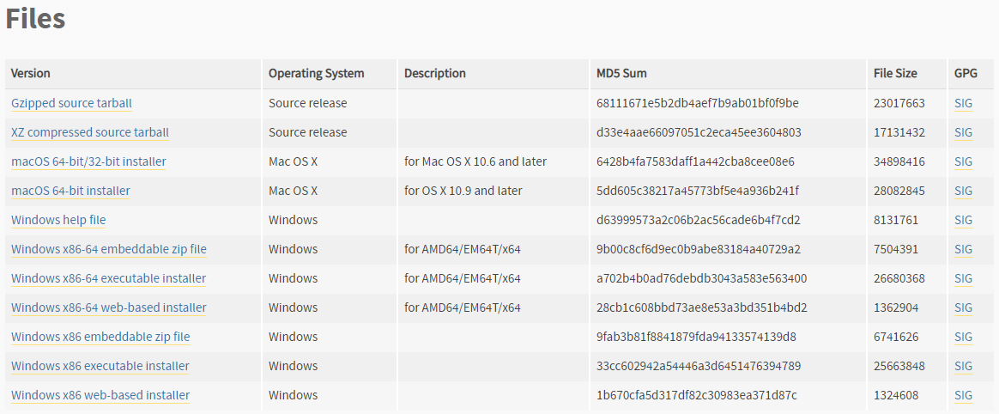 Files
Version Operating System Description MD5 Sum File Size GPG
Gzipped source tarball Source release 68111671e5b2db4aef7b9ab01bf0f9be 23017663 SIG
XZ compressed source tarball Source release d33e4aae66097051c2eca45ee3604803 17131432 SIG
macOS 64-bit/32-bit installer Mac OS X for Mac OS X 10.6 and later 6428b4fa7583daff1a442cba8cee08e6 34898416 SIG
macOS 64-bit installer Mac OS X for OS X 10.9 and later 5dd605c38217a45773bf5e4a936b241f 28082845 SIG
Windows help file Windows d63999573a2c06b2ac56cade6b4f7cd2 8131761 SIG
Windows x86-64 embeddable zip file Windows for AMD64/EM64T/x64 9b00c8cf6d9ec0b9abe83184a40729a2 7504391 SIG
Windows x86-64 executable installer Windows for AMD64/EM64T/x64 a702b4b0ad76debdb3043a583e563400 26680368 SIG
Windows x86-64 web-based installer Windows for AMD64/EM64T/x64 28cb1c608bbd73ae8e53a3bd351b4bd2 1362904 SIG
Windows x86 embeddable zip file Windows 9fab3b81f8841879fda94133574139d8 6741626 SIG
Windows x86 executable installer Windows 33cc602942a54446a3d6451476394789 25663848 SIG
Windows x86 web-based installer Windows 1b670cfa5d317df82c30983ea371d87c 1324608 SIG